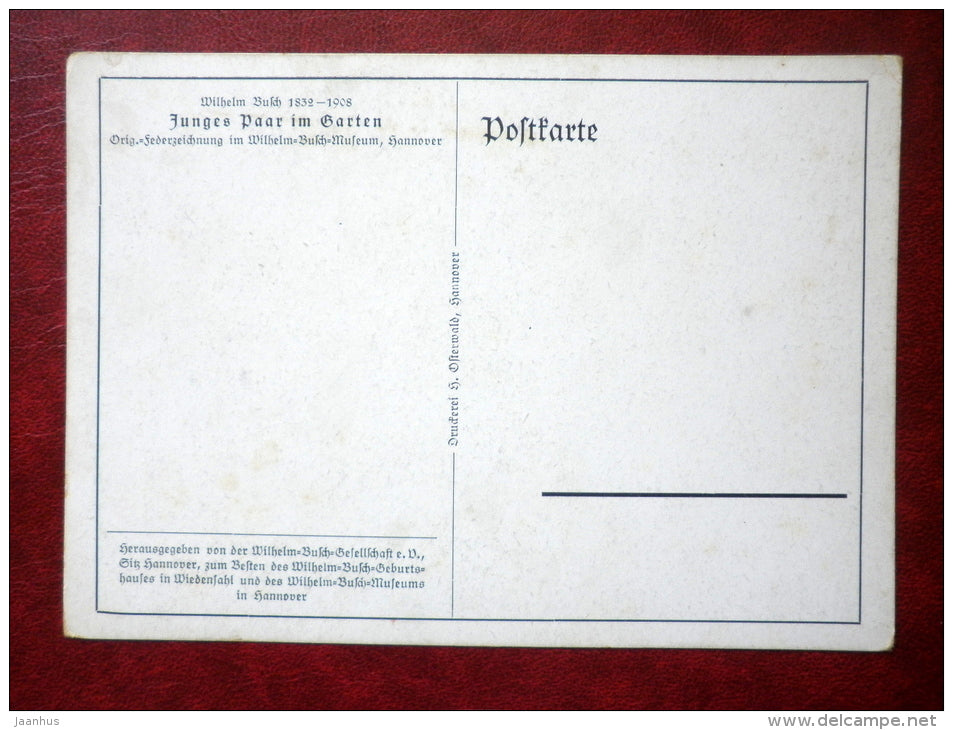 Wilhelm Busch 1832–1908
Junges Paar im Garten
Orig.=Federzeichnung im Wilhelm=Busch=Museum, Hannover
Postkarte
Druckerei H. Osterwald, Hannover
Herausgegeben von der Wilhelm=Busch=Gesellschaft e. V.,
Sitz Hannover, zum Besten des Wilhelm=Busch=Geburts=
hauses in Wiedensahl und des Wilhelm=Busch=Museums
in Hannover
Jaanhus
www.delcampe.net